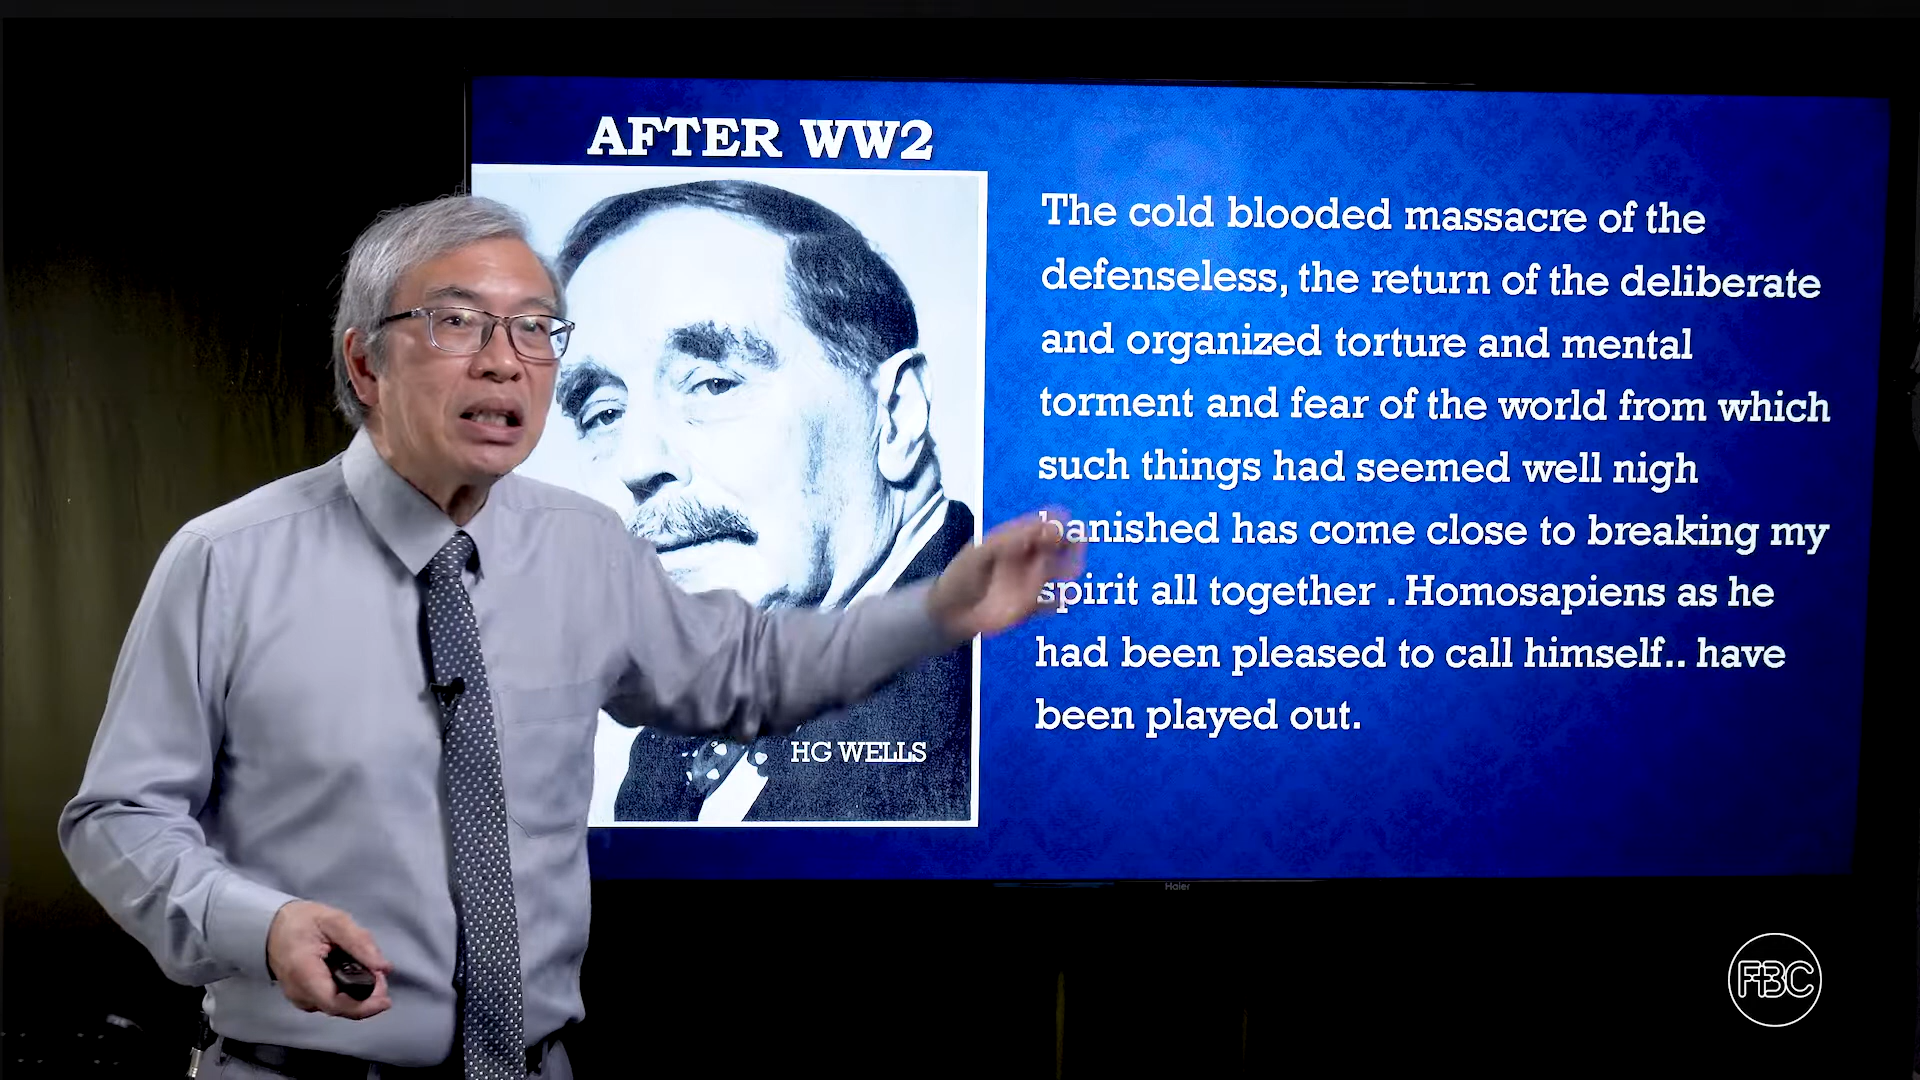 AFTER WW2
The cold blooded massacre of the
defenseless, the return of the deliberate
and organized torture and mental
torment and fear of the world from which
such things had seemed well nigh
banished has come close to breaking my
spirit all together . Homosapiens as he
had been pleased to call himself.. have
been played out.
HG WELLS
Haier
FBC